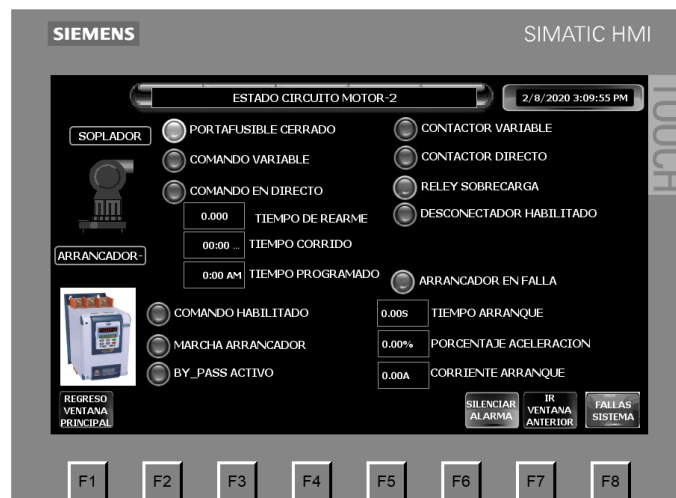 SIEMENS
SIMATIC HMI
TOUCH
ESTADO CIRCUITO MOTOR-2
2/8/2020 3:09:55 PM
SOPLADOR
PORTAFUSIBLE CERRADO
CONTACTOR VARIABLE
COMANDO VARIABLE
CONTACTOR DIRECTO
COMANDO EN DIRECTO
RELEY SOBRECARGA
0.000 TIEMPO DE REARME
DESCONECTADOR HABILITADO
00:00 ... TIEMPO CORRIDO
ARRANCADOR-
0:00 AM TIEMPO PROGRAMADO
ARRANCADOR EN FALLA
COMANDO HABILITADO
0.00S TIEMPO ARRANQUE
MARCHA ARRANCADOR
0.00% PORCENTAJE ACELERACION
BY_PASS ACTIVO
0.00A CORRIENTE ARRANQUE
REGRESO
VENTANA
PRINCIPAL
SILENCIAR
ALARMA
IR
VENTANA
ANTERIOR
FALLAS
SISTEMA
F1 F2 F3 F4 F5 F6 F7 F8